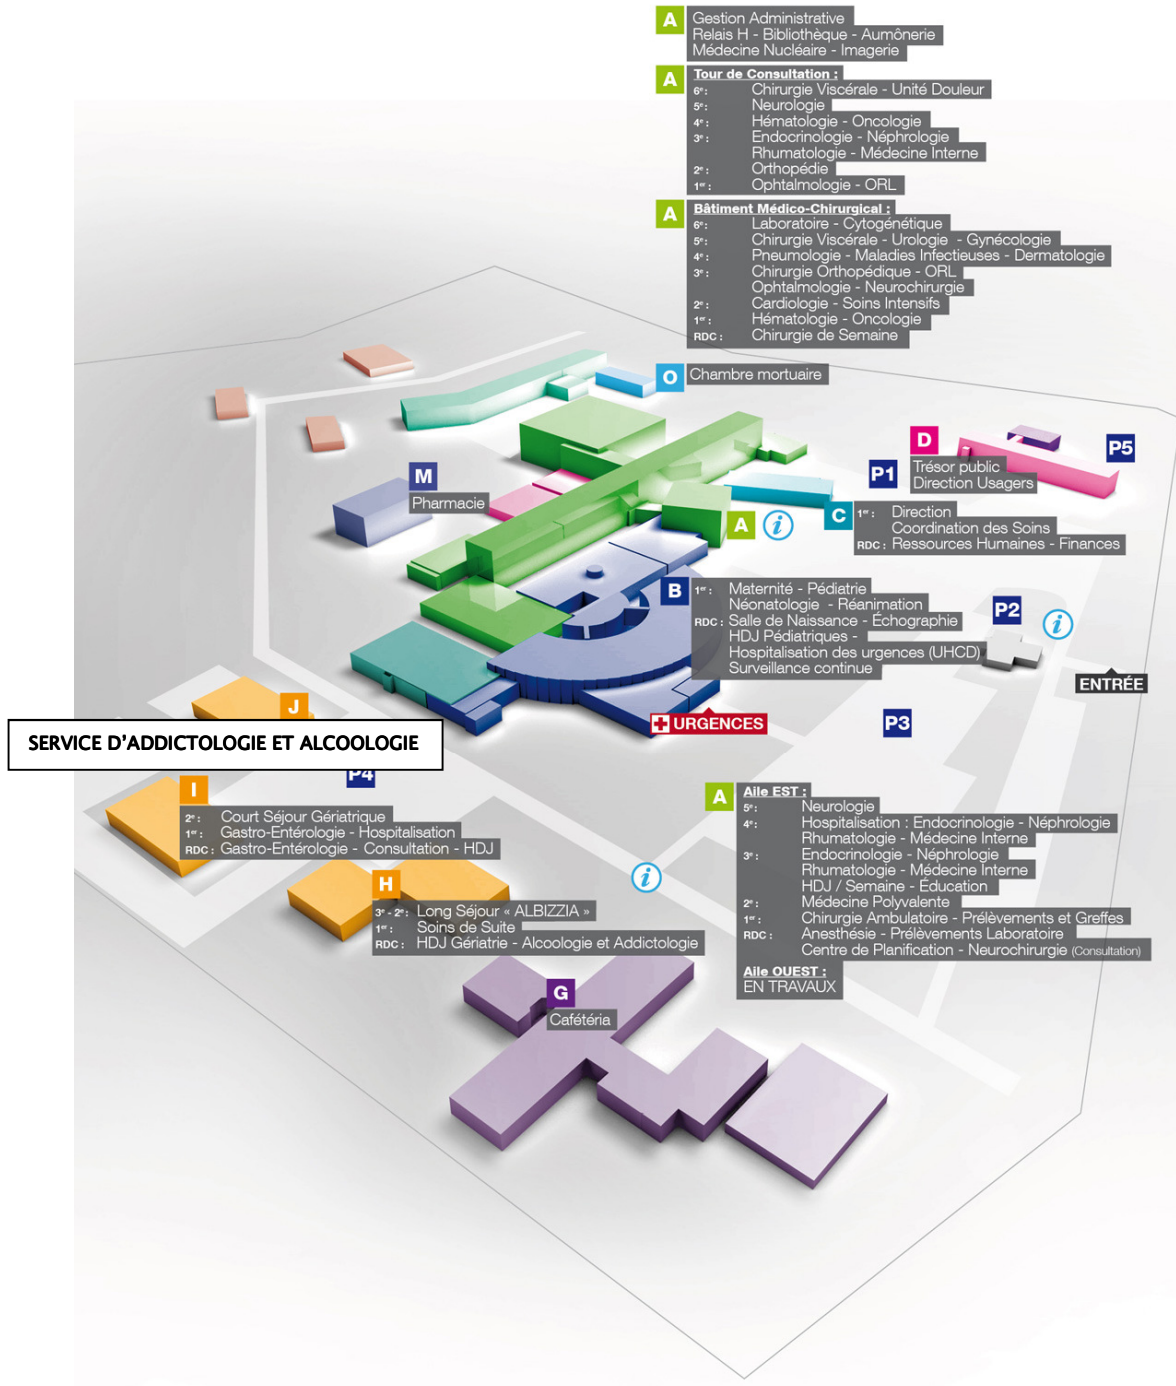 A Gestion Administrative
Relais H - Bibliothèque - Aumônerie
Médecine Nucléaire - Imagerie
A Tour de Consultation :
6e : Chirurgie Viscérale - Unité Douleur
5e : Neurologie
4e : Hématologie - Oncologie
3e : Endocrinologie - Néphrologie
Rhumatologie - Médecine Interne
2e : Orthopédie
1er : Ophtalmologie - ORL
A Bâtiment Médico-Chirurgical :
6e : Laboratoire - Cytogénétique
5e : Chirurgie Viscérale - Urologie - Gynécologie
4e : Pneumologie - Maladies Infectieuses - Dermatologie
3e : Chirurgie Orthopédique - ORL
Ophtalmologie - Neurochirurgie
2e : Cardiologie - Soins Intensifs
1er : Hématologie - Oncologie
RDC : Chirurgie de Semaine
O Chambre mortuaire
D
Trésor public
Direction Usagers
P5
P1
M
Pharmacie
A i
C 1er : Direction
Coordination des Soins
RDC : Ressources Humaines - Finances
B 1er : Maternité - Pédiatrie
Néonatologie - Réanimation
RDC : Salle de Naissance - Échographie
HDJ Pédiatriques -
Hospitalisation des urgences (UHCD)
Surveillance continue
P2
i
ENTRÉE
URGENCES
P3
J
SERVICE D'ADDICTOLOGIE ET ALCOOLOGIE
P4
I
2e : Court Séjour Gériatrique
1er : Gastro-Entérologie - Hospitalisation
RDC : Gastro-Entérologie - Consultation - HDJ
H
3e - 2e : Long Séjour « ALBIZZIA »
1er : Soins de Suite
RDC : HDJ Gériatrie - Alcoologie et Addictologie
i
A Aile EST :
5e : Neurologie
4e : Hospitalisation : Endocrinologie - Néphrologie
Rhumatologie - Médecine Interne
3e : Endocrinologie - Néphrologie
Rhumatologie - Médecine Interne
HDJ / Semaine - Éducation
2e : Médecine Polyvalente
1er : Chirurgie Ambulatoire - Prélèvements et Greffes
RDC : Anesthésie - Prélèvements Laboratoire
Centre de Planification - Neurochirurgie (Consultation)
Aile OUEST :
EN TRAVAUX
G
Cafétéria